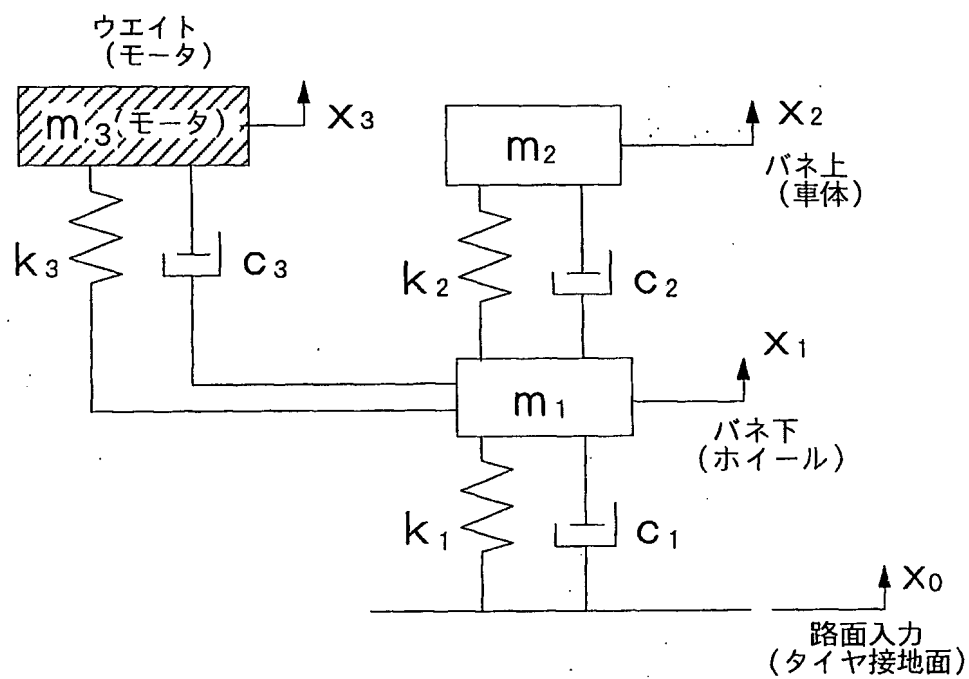 ウエイト
(モータ)
m3(モータ)
x3
m2
x2
バネ上
(車体)
k3
c3
k2
c2
x1
m1
バネ下
(ホイール)
k1
c1
x0
路面入力
(タイヤ接地面)